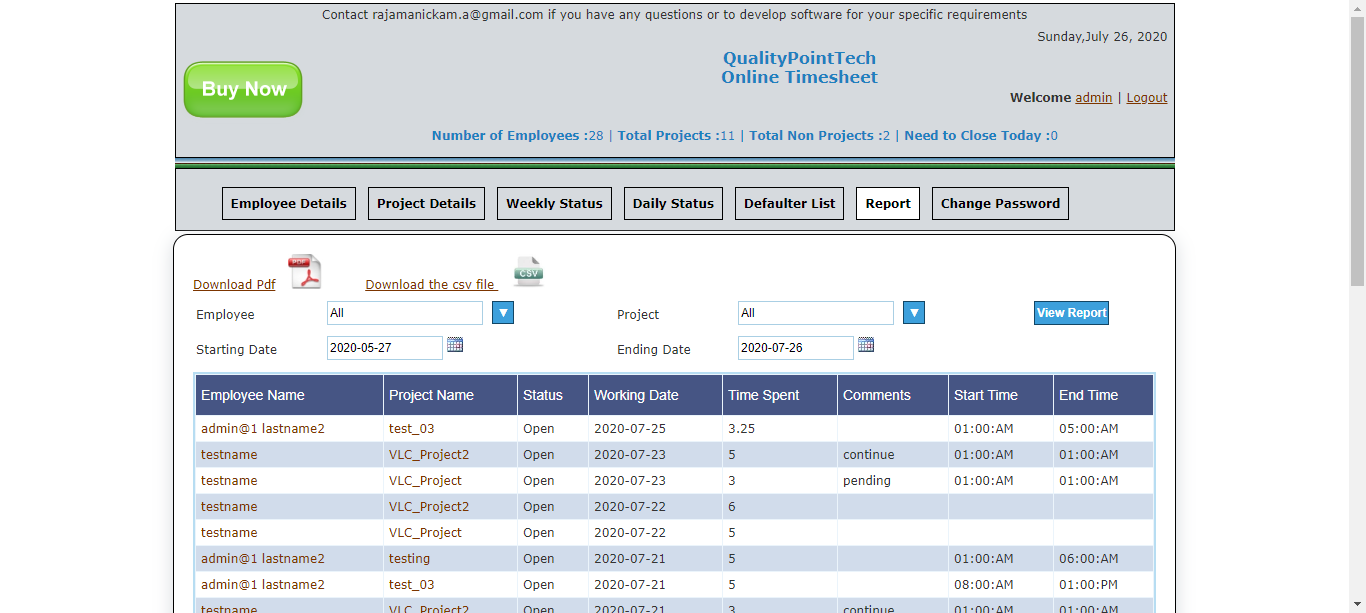 Contact rajamanickam.a@gmail.com if you have any questions or to develop software for your specific requirements
Sunday,July 26, 2020
QualityPointTech
Online Timesheet
Buy Now
Welcome admin | Logout
Number of Employees :28 | Total Projects :11 | Total Non Projects :2 | Need to Close Today :0
Employee Details Project Details Weekly Status Daily Status Defaulter List Report Change Password
Download Pdf PDF Download the csv file CSV
Employee All Project All View Report
Starting Date 2020-05-27 Ending Date 2020-07-26
Employee Name Project Name Status Working Date Time Spent Comments Start Time End Time
admin@1 lastname2 test_03 Open 2020-07-25 3.25 01:00:AM 05:00:AM
testname VLC_Project2 Open 2020-07-23 5 continue 01:00:AM 01:00:AM
testname VLC_Project Open 2020-07-23 3 pending 01:00:AM 01:00:AM
testname VLC_Project2 Open 2020-07-22 6
testname VLC_Project Open 2020-07-22 5
admin@1 lastname2 testing Open 2020-07-21 5 01:00:AM 06:00:AM
admin@1 lastname2 test_03 Open 2020-07-21 5 08:00:AM 01:00:PM
testname VLC_Project2 Open 2020-07-21 3 continue 01:00:AM 01:00:AM